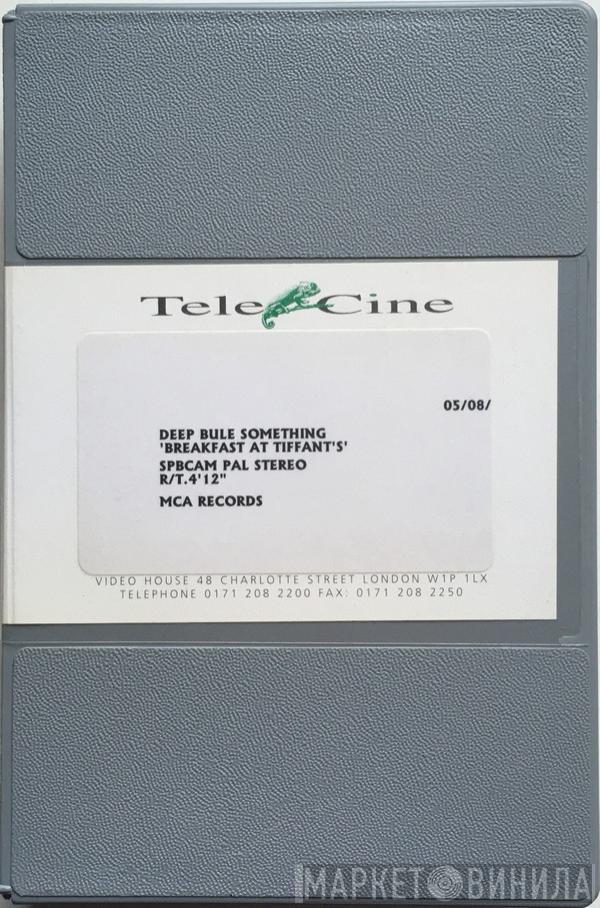 Tele Cine
05/08/
DEEP BULE SOMETHING
'BREAKFAST AT TIFFANT'S'
SPBCAM PAL STEREO
R/T.4'12"
MCA RECORDS
VIDEO HOUSE 48 CHARLOTTE STREET LONDON W1P 1LX
TELEPHONE 0171 208 2200 FAX: 0171 208 2250
МАРКЕТ ВИНИЛА